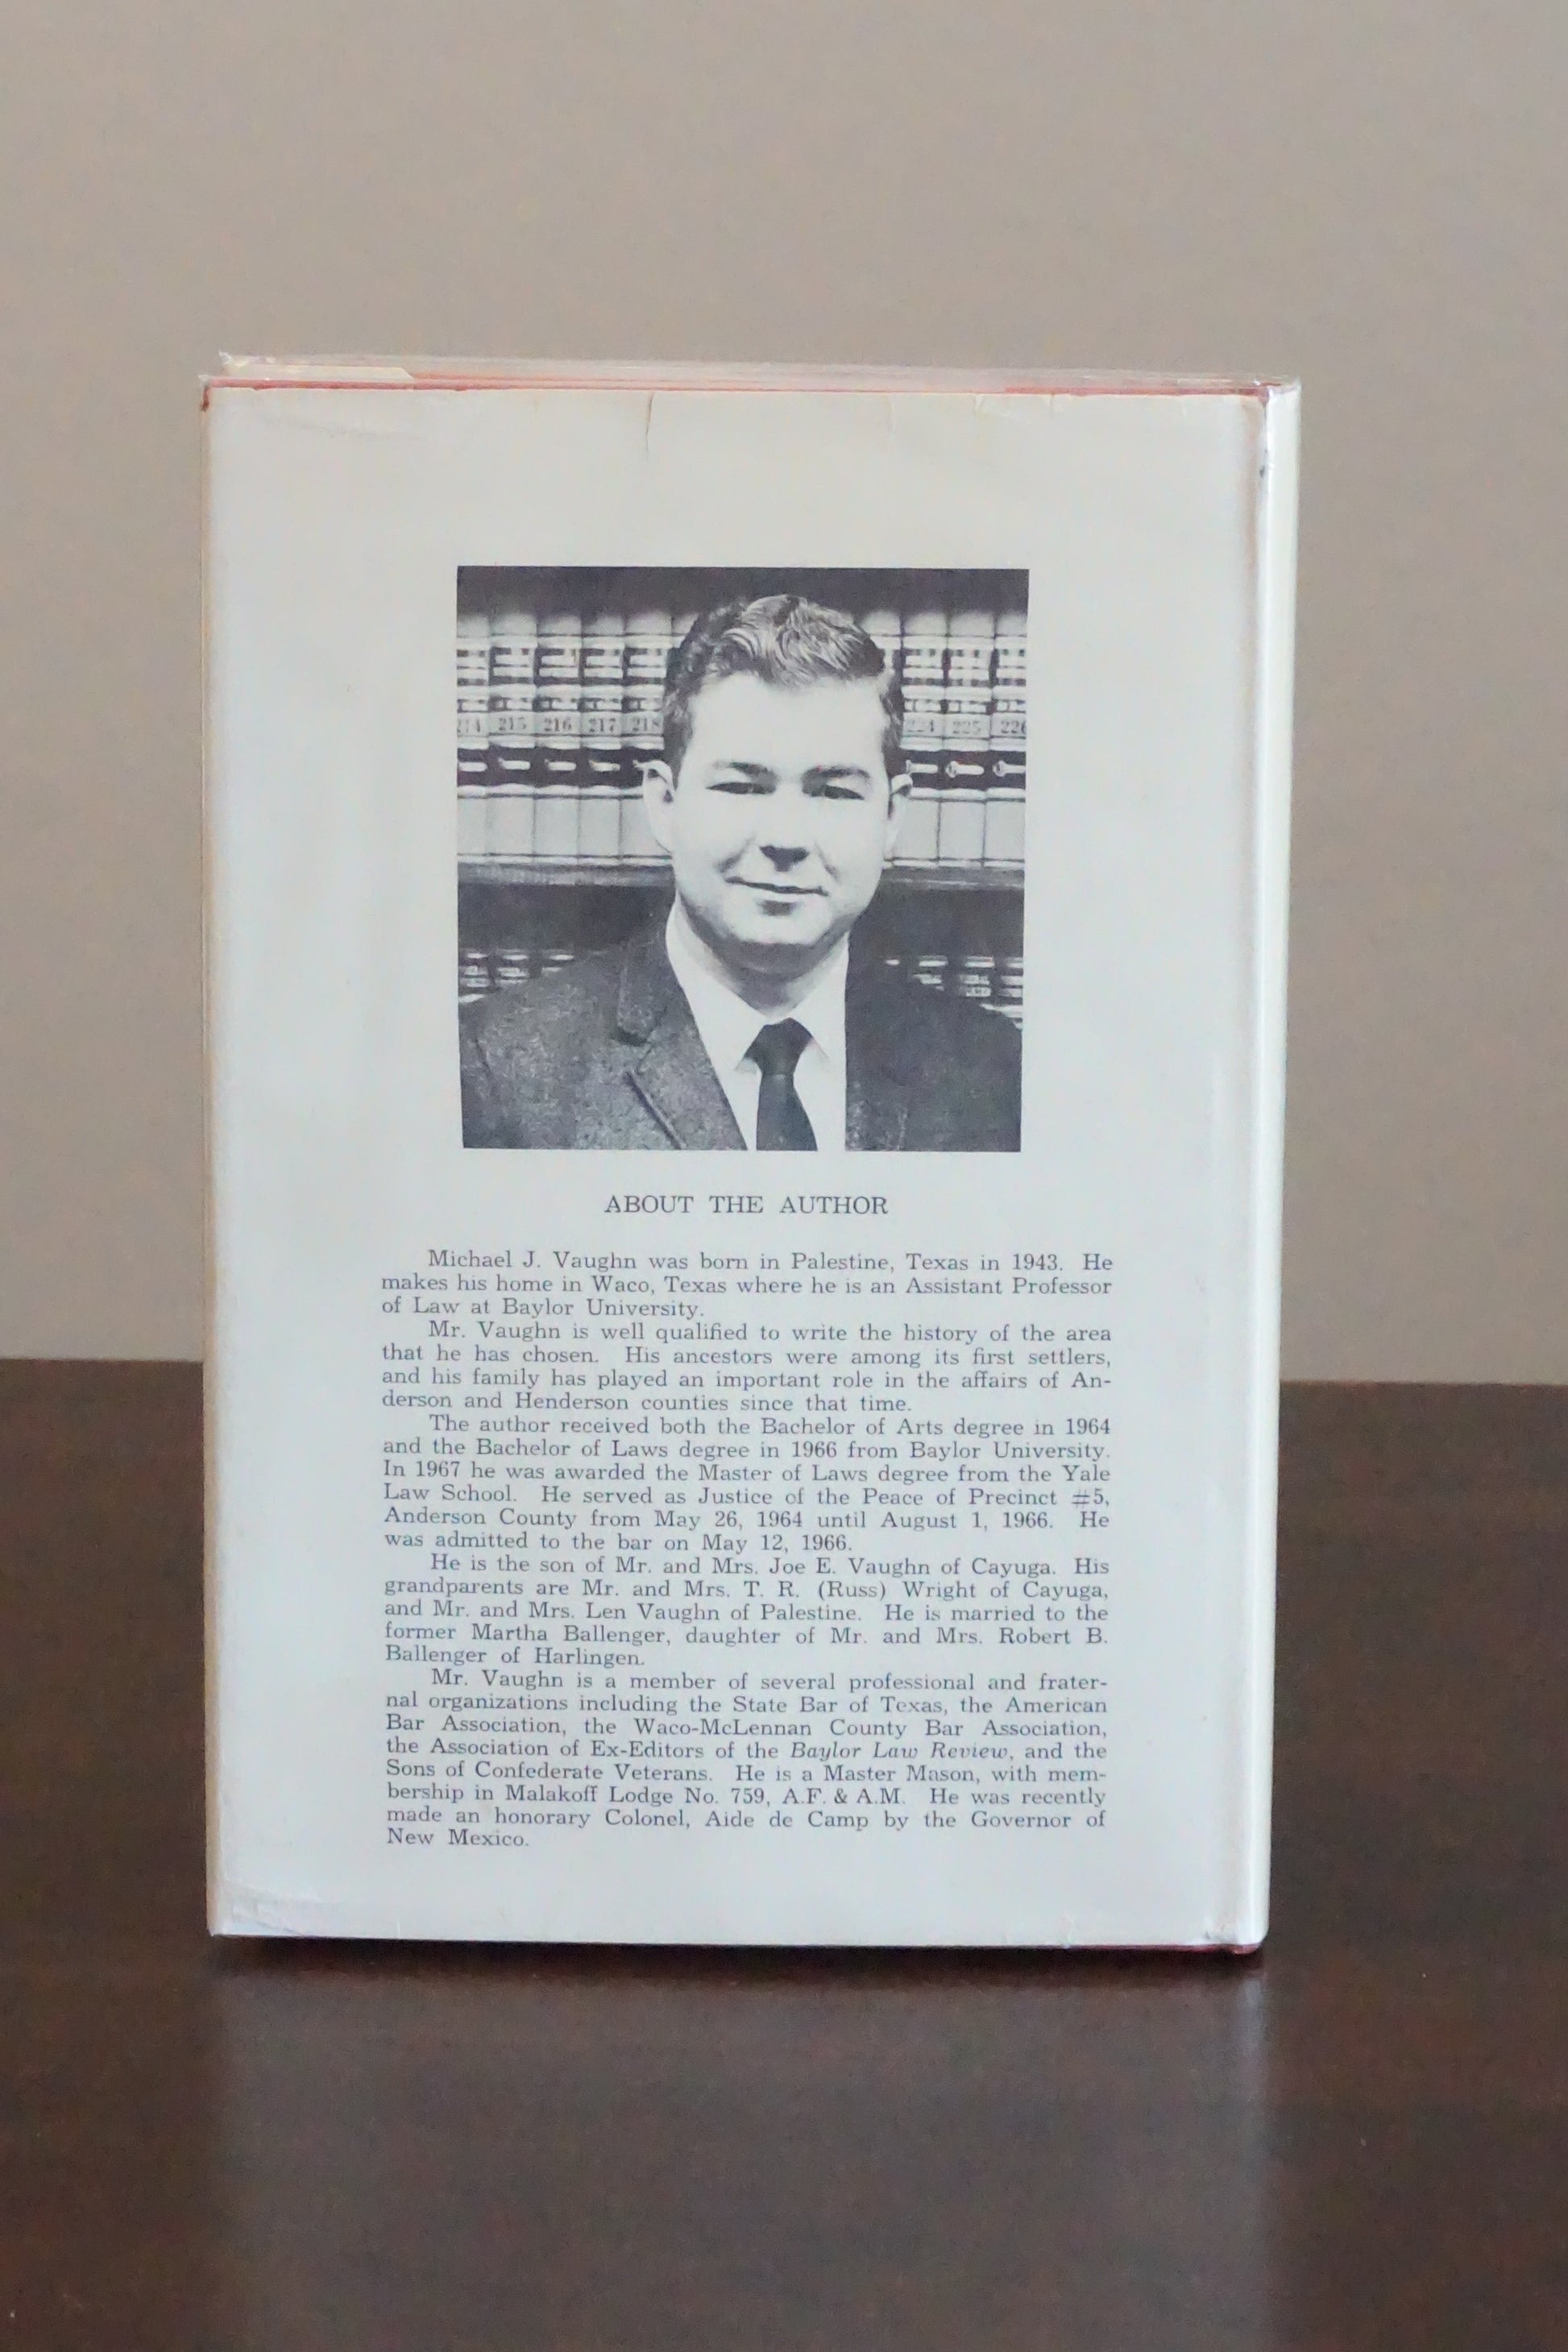 214 215 216 217 218 224 225 226
ABOUT THE AUTHOR
Michael J. Vaughn was born in Palestine, Texas in 1943. He
makes his home in Waco, Texas where he is an Assistant Professor
of Law at Baylor University.
Mr. Vaughn is well qualified to write the history of the area
that he has chosen. His ancestors were among its first settlers,
and his family has played an important role in the affairs of An-
derson and Henderson counties since that time.
The author received both the Bachelor of Arts degree in 1964
and the Bachelor of Laws degree in 1966 from Baylor University.
In 1967 he was awarded the Master of Laws degree from the Yale
Law School. He served as Justice of the Peace of Precinct #5,
Anderson County from May 26, 1964 until August 1, 1966. He
was admitted to the bar on May 12, 1966.
He is the son of Mr. and Mrs. Joe E. Vaughn of Cayuga. His
grandparents are Mr. and Mrs. T. R. (Russ) Wright of Cayuga,
and Mr. and Mrs. Len Vaughn of Palestine. He is married to the
former Martha Ballenger, daughter of Mr. and Mrs. Robert B.
Ballenger of Harlingen.
Mr. Vaughn is a member of several professional and frater-
nal organizations including the State Bar of Texas, the American
Bar Association, the Waco-McLennan County Bar Association,
the Association of Ex-Editors of the Baylor Law Review, and the
Sons of Confederate Veterans. He is a Master Mason, with mem-
bership in Malakoff Lodge No. 759, A.F. & A.M. He was recently
made an honorary Colonel, Aide de Camp by the Governor of
New Mexico.